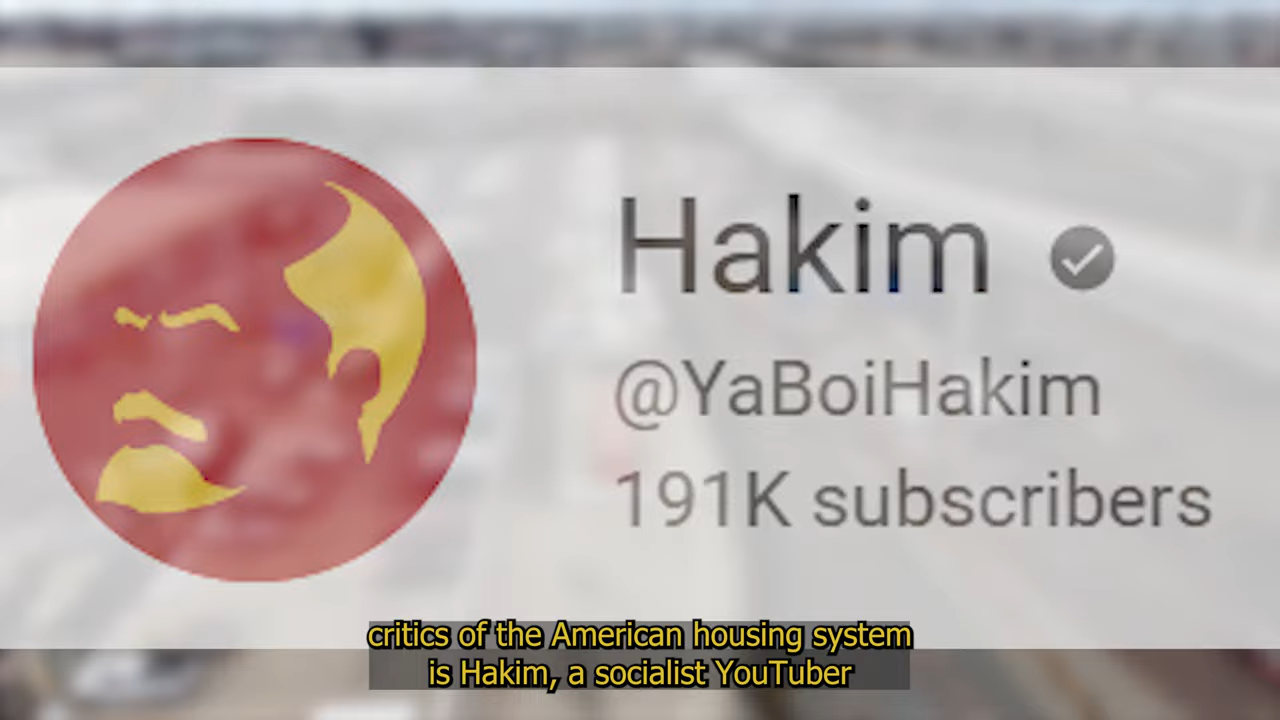 Hakim
@YaBoiHakim
191K subscribers
critics of the American housing system
is Hakim, a socialist YouTuber